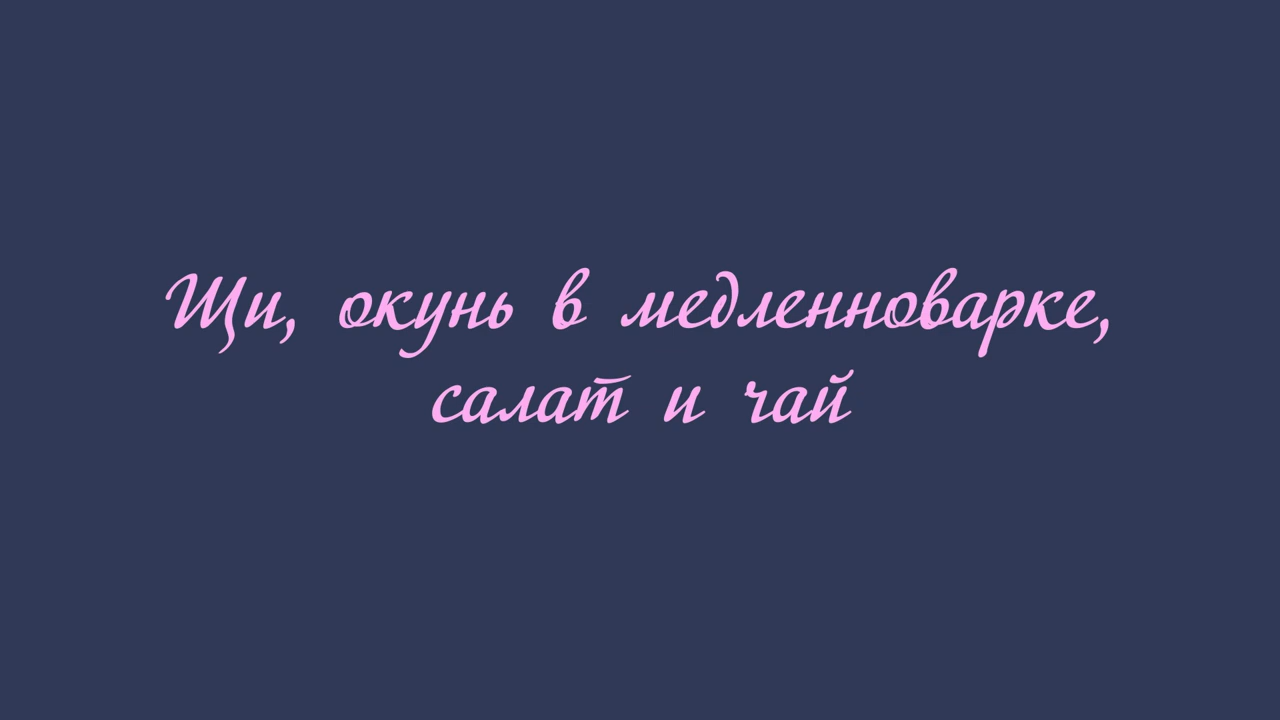 Щи, окунь в медленноварке,
салат и чай